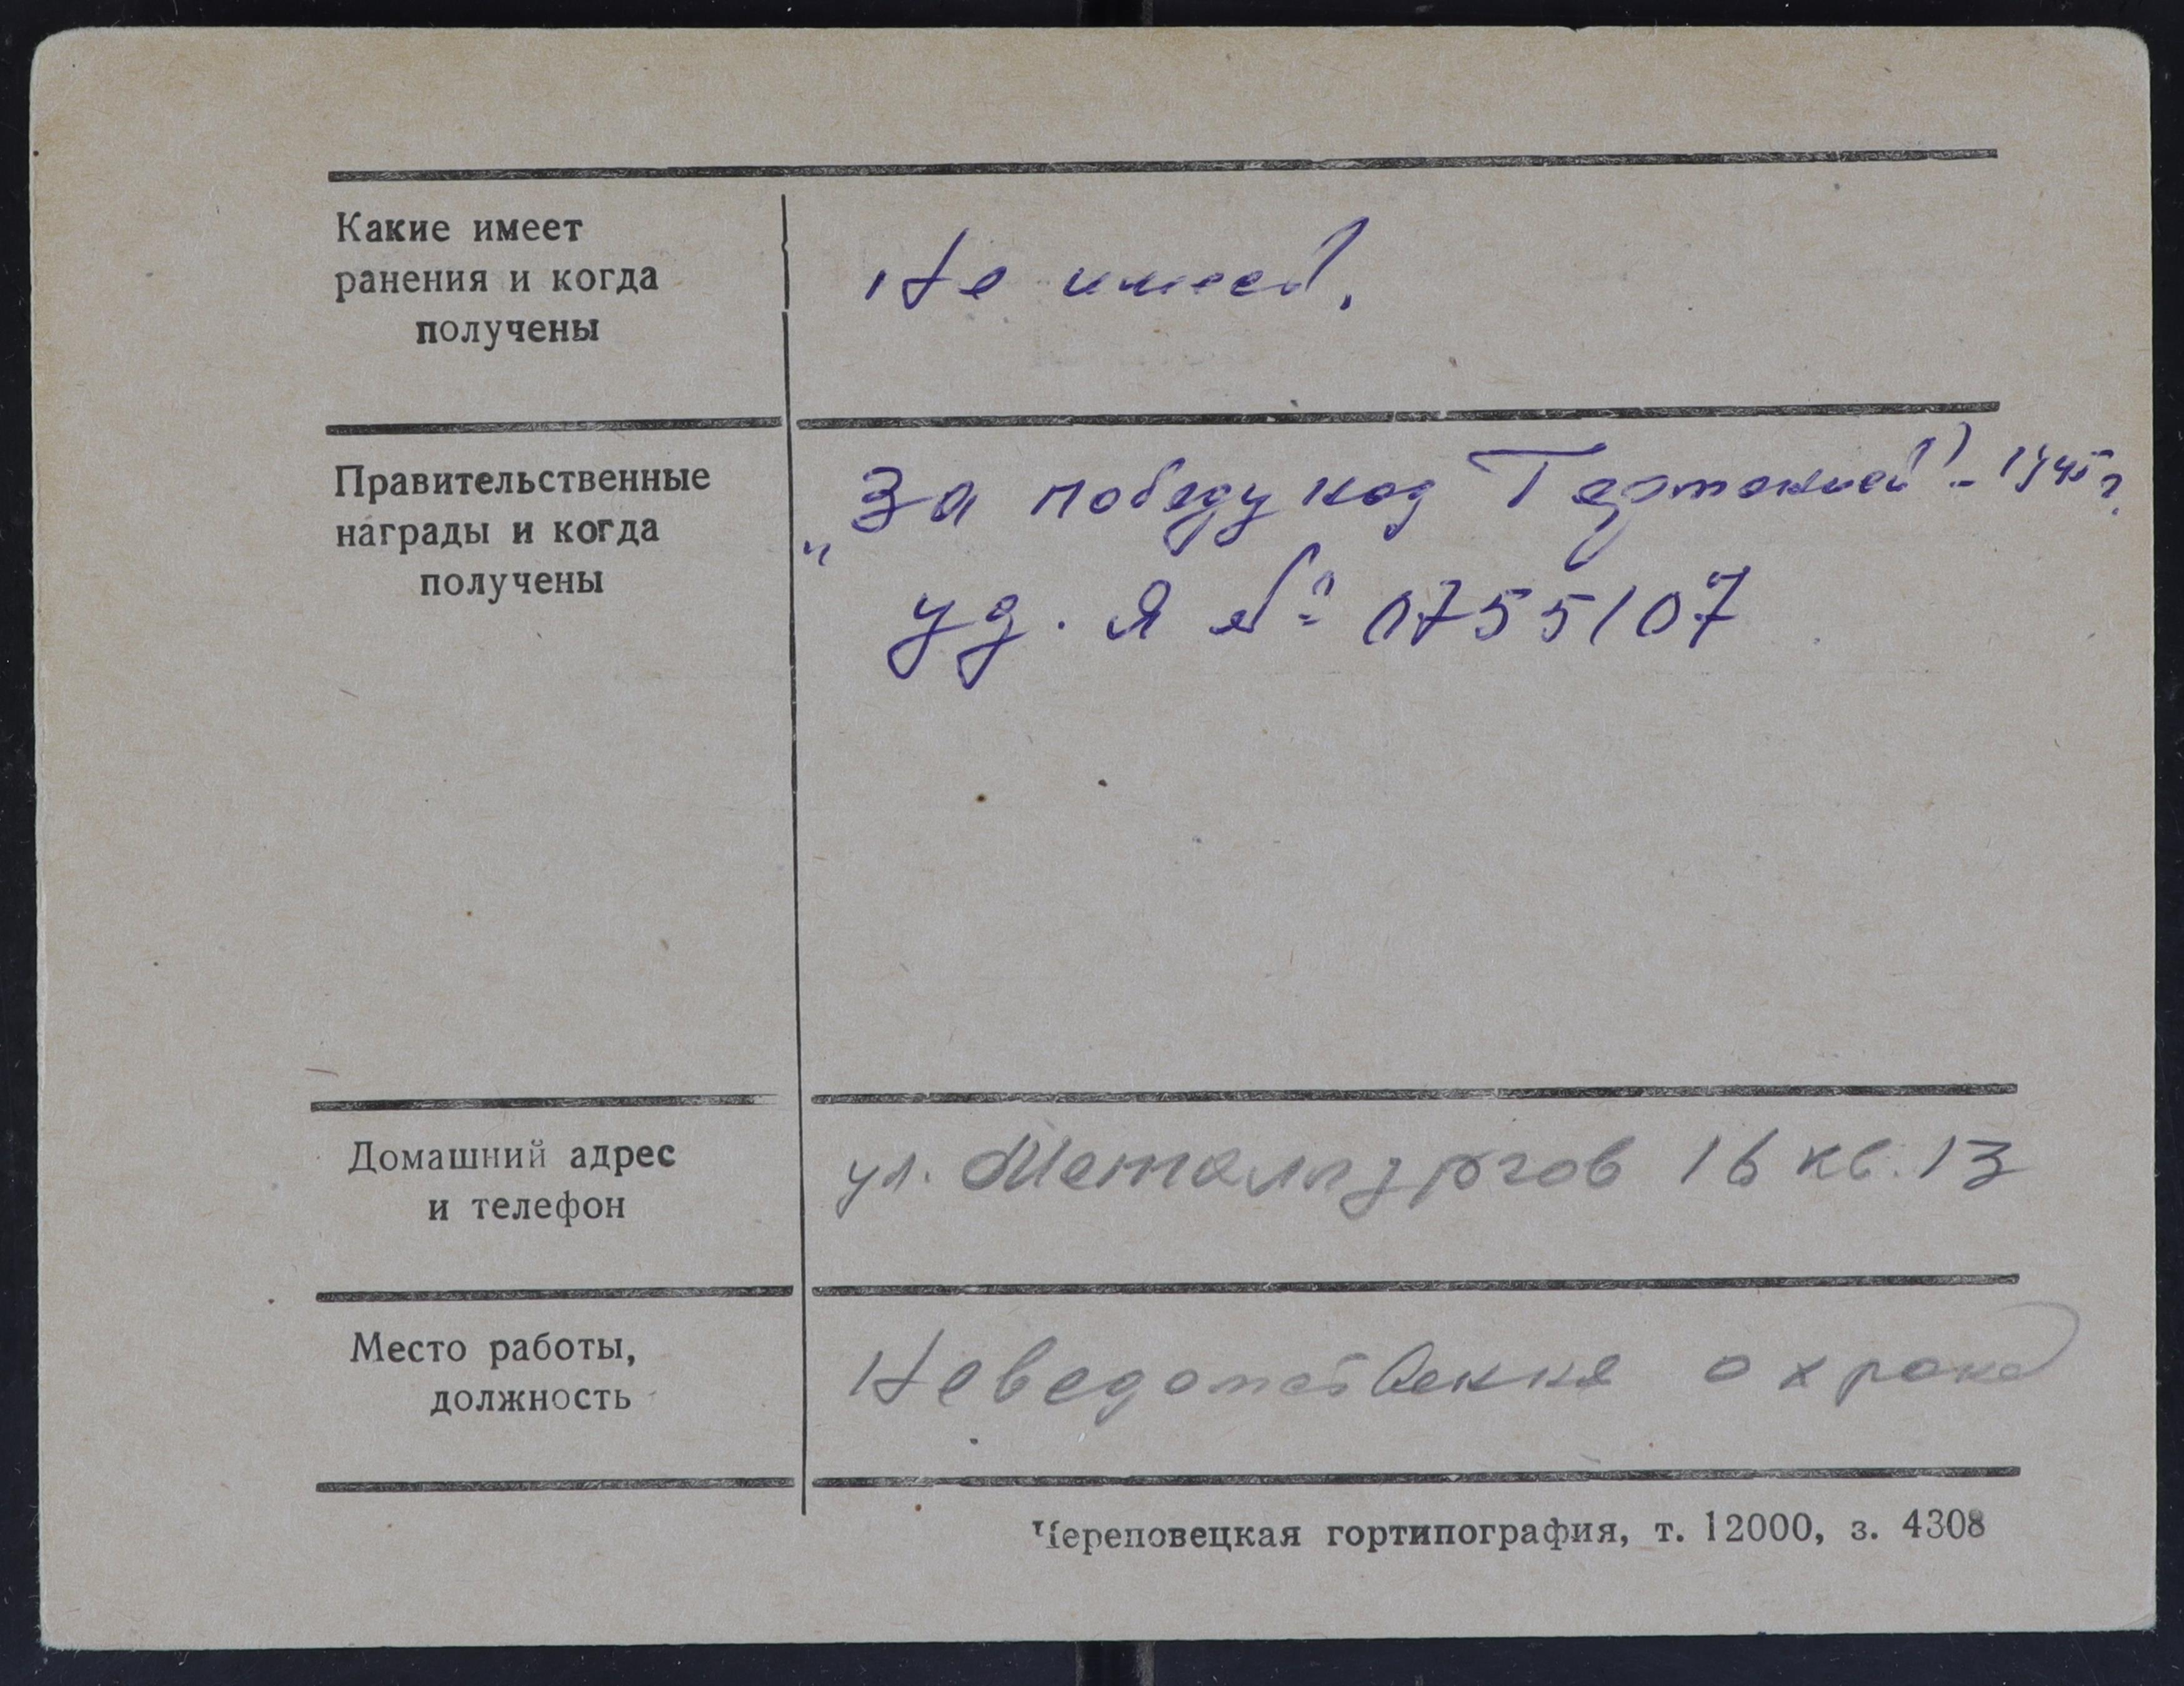 Какие имеет
ранения и когда
получены
Не имеет.
Правительственные
награды и когда
получены
„За победу над Германией" - 1945 г.
уд. Я № 0755107
Домашний адрес
и телефон
ул. Металлургов 16 кв. 13
Место работы,
должность
Неведомственна охрана
Череповецкая гортипография, т. 12000, з. 4308